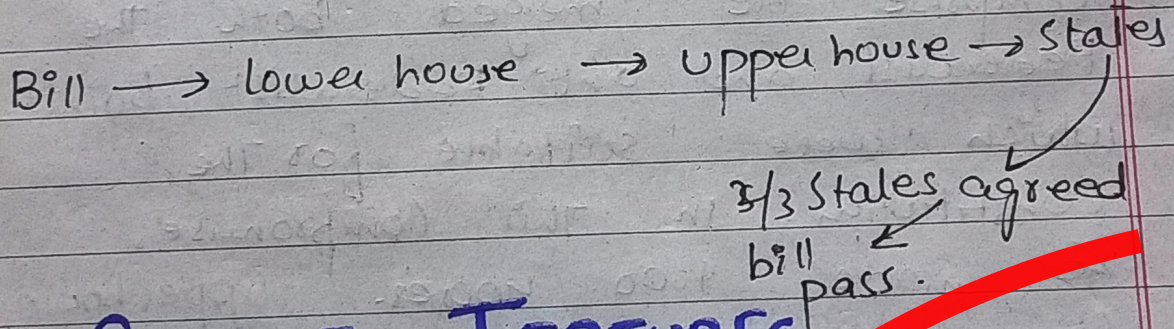 Bill → lower house → upper house → States
3/3 States agreed
bill
pass.